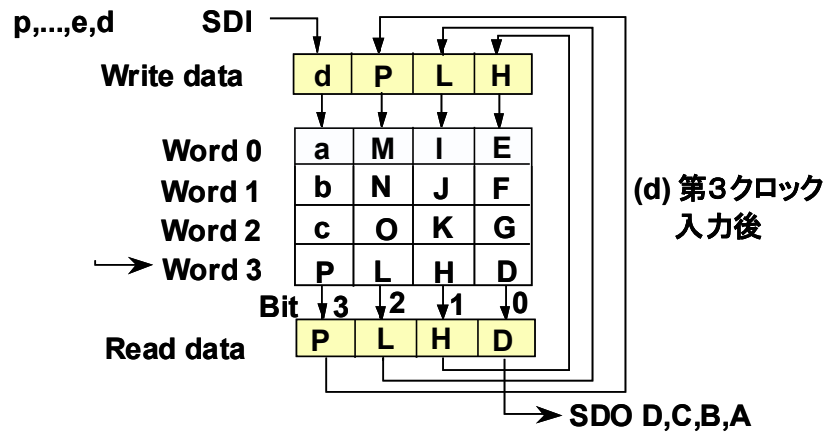 p,...,e,d SDI
Write data d P L H
Word 0 a M I E
Word 1 b N J F
Word 2 c O K G
Word 3 P L H D
Bit 3 2 1 0
Read data P L H D
SDO D,C,B,A
(d) 第3クロック
入力後